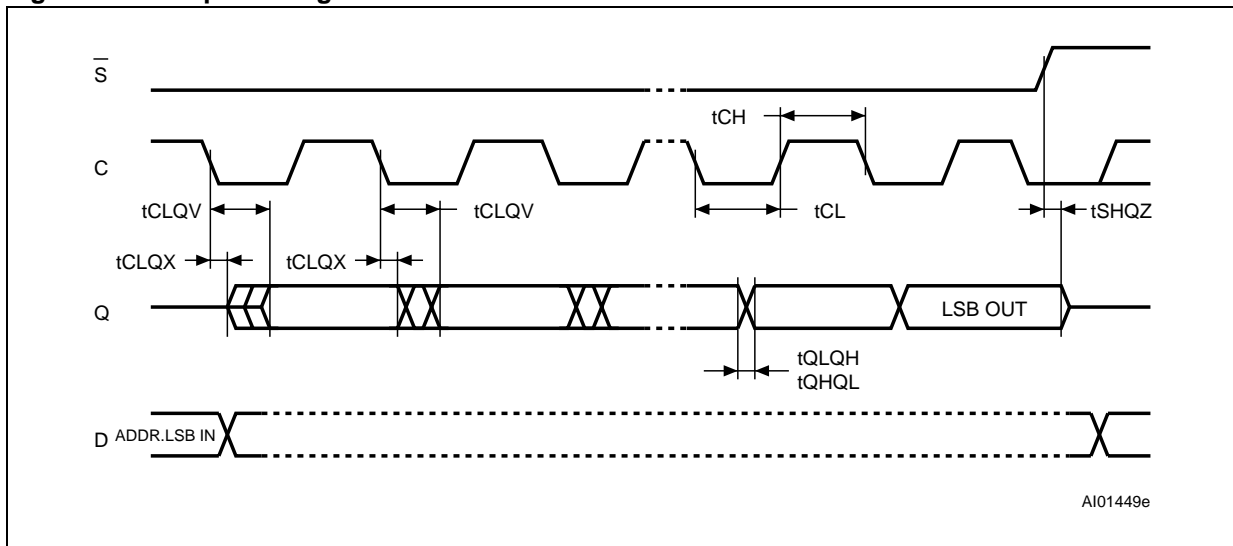 S
tCH
C
tCLQV
tCLQV
tCL
tSHQZ
tCLQX
tCLQX
Q
LSB OUT
tQLQH
tQHQL
D
ADDR.LSB IN
AI01449e